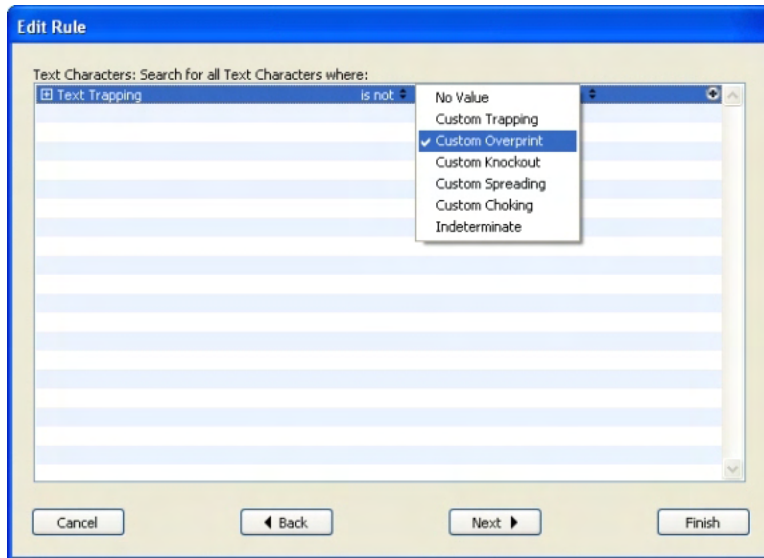 Edit Rule
Text Characters: Search for all Text Characters where:
Text Trapping is not
No Value
Custom Trapping
Custom Overprint
Custom Knockout
Custom Spreading
Custom Choking
Indeterminate
Cancel Back Next Finish